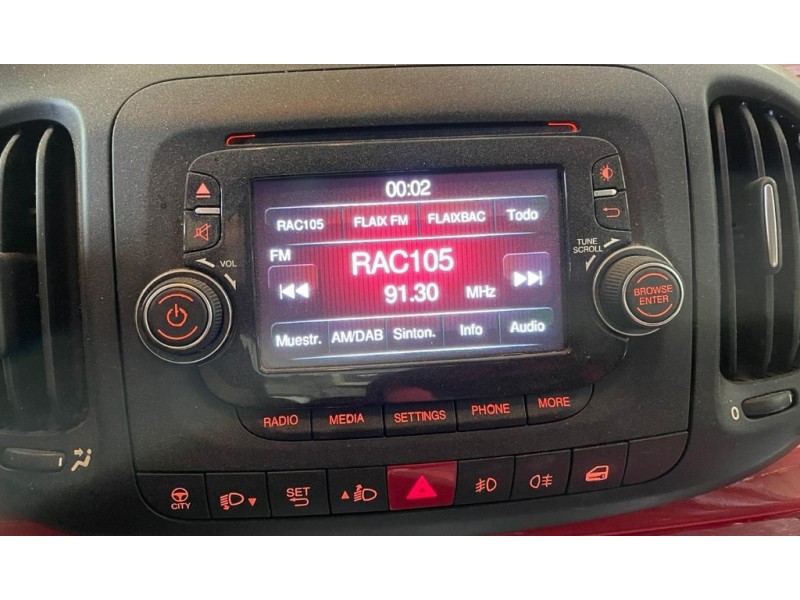 00:02
RAC105 FLAIX FM FLAIXBAC Todo
FM
RAC105
91.30 MHz
Muestr. AM/DAB Sinton. Info Audio
VOL
TUNE
SCROLL
BROWSE
ENTER
RADIO MEDIA SETTINGS PHONE MORE
0
CITY
SET